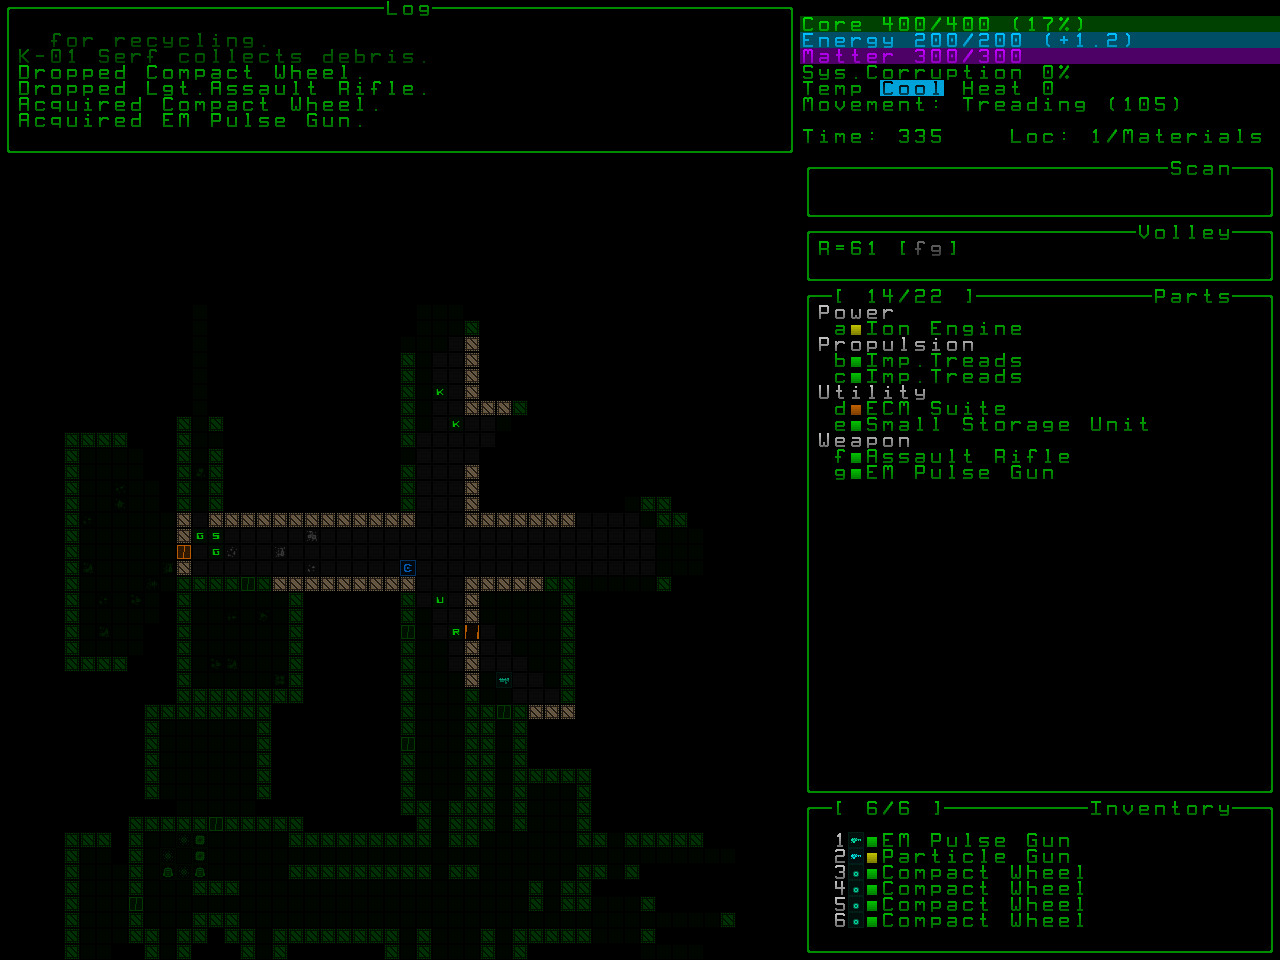 Log
for recycling.
K-01 Serf collects debris.
Dropped Compact Wheel.
Dropped Lgt.Assault Rifle.
Acquired Compact Wheel.
Acquired EM Pulse Gun.
Core 400/400 (17%)
Energy 200/200 (+1.2)
Matter 300/300
Sys.Corruption 0%
Temp Cool Heat 0
Movement: Treading (105)
Time: 335 Loc: 1/Materials
Scan
Volley
A=61 [fg]
[ 14/22 ] Parts
Power
a Ion Engine
Propulsion
b Imp.Treads
c Imp.Treads
Utility
d ECM Suite
e Small Storage Unit
Weapon
f Assault Rifle
g EM Pulse Gun
K
K
G S
G
C
U
R
[ 6/6 ] Inventory
1 EM Pulse Gun
2 Particle Gun
3 Compact Wheel
4 Compact Wheel
5 Compact Wheel
6 Compact Wheel